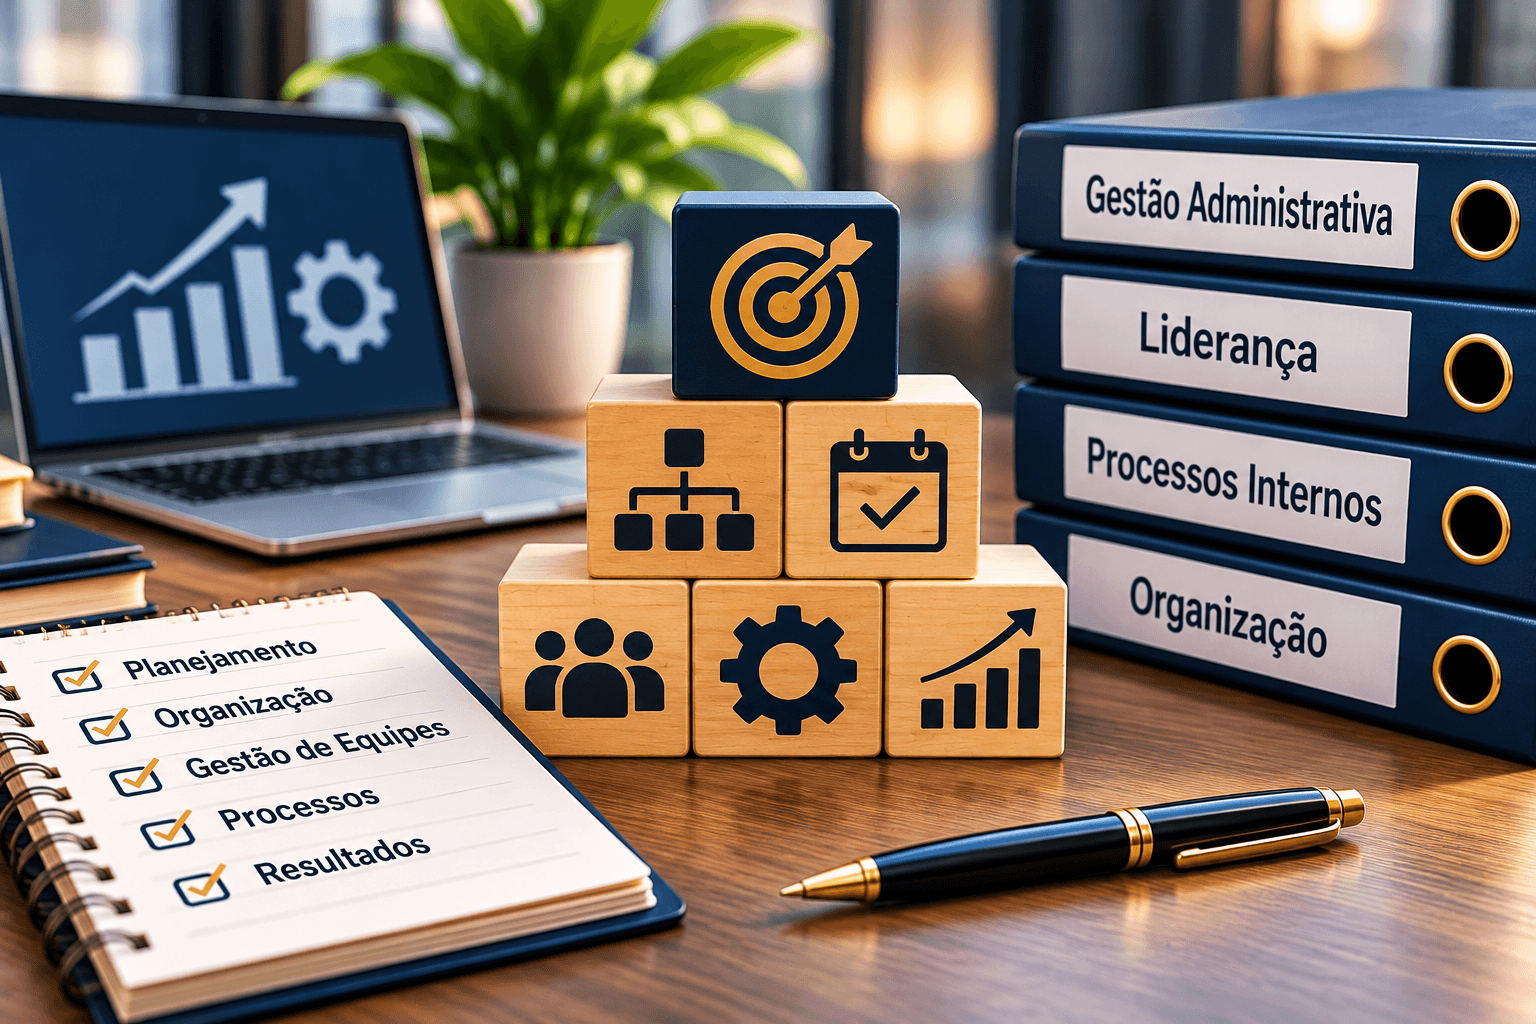 Gestão Administrativa
Liderança
Processos Internos
Organização
Planejamento
Organização
Gestão de Equipes
Processos
Resultados